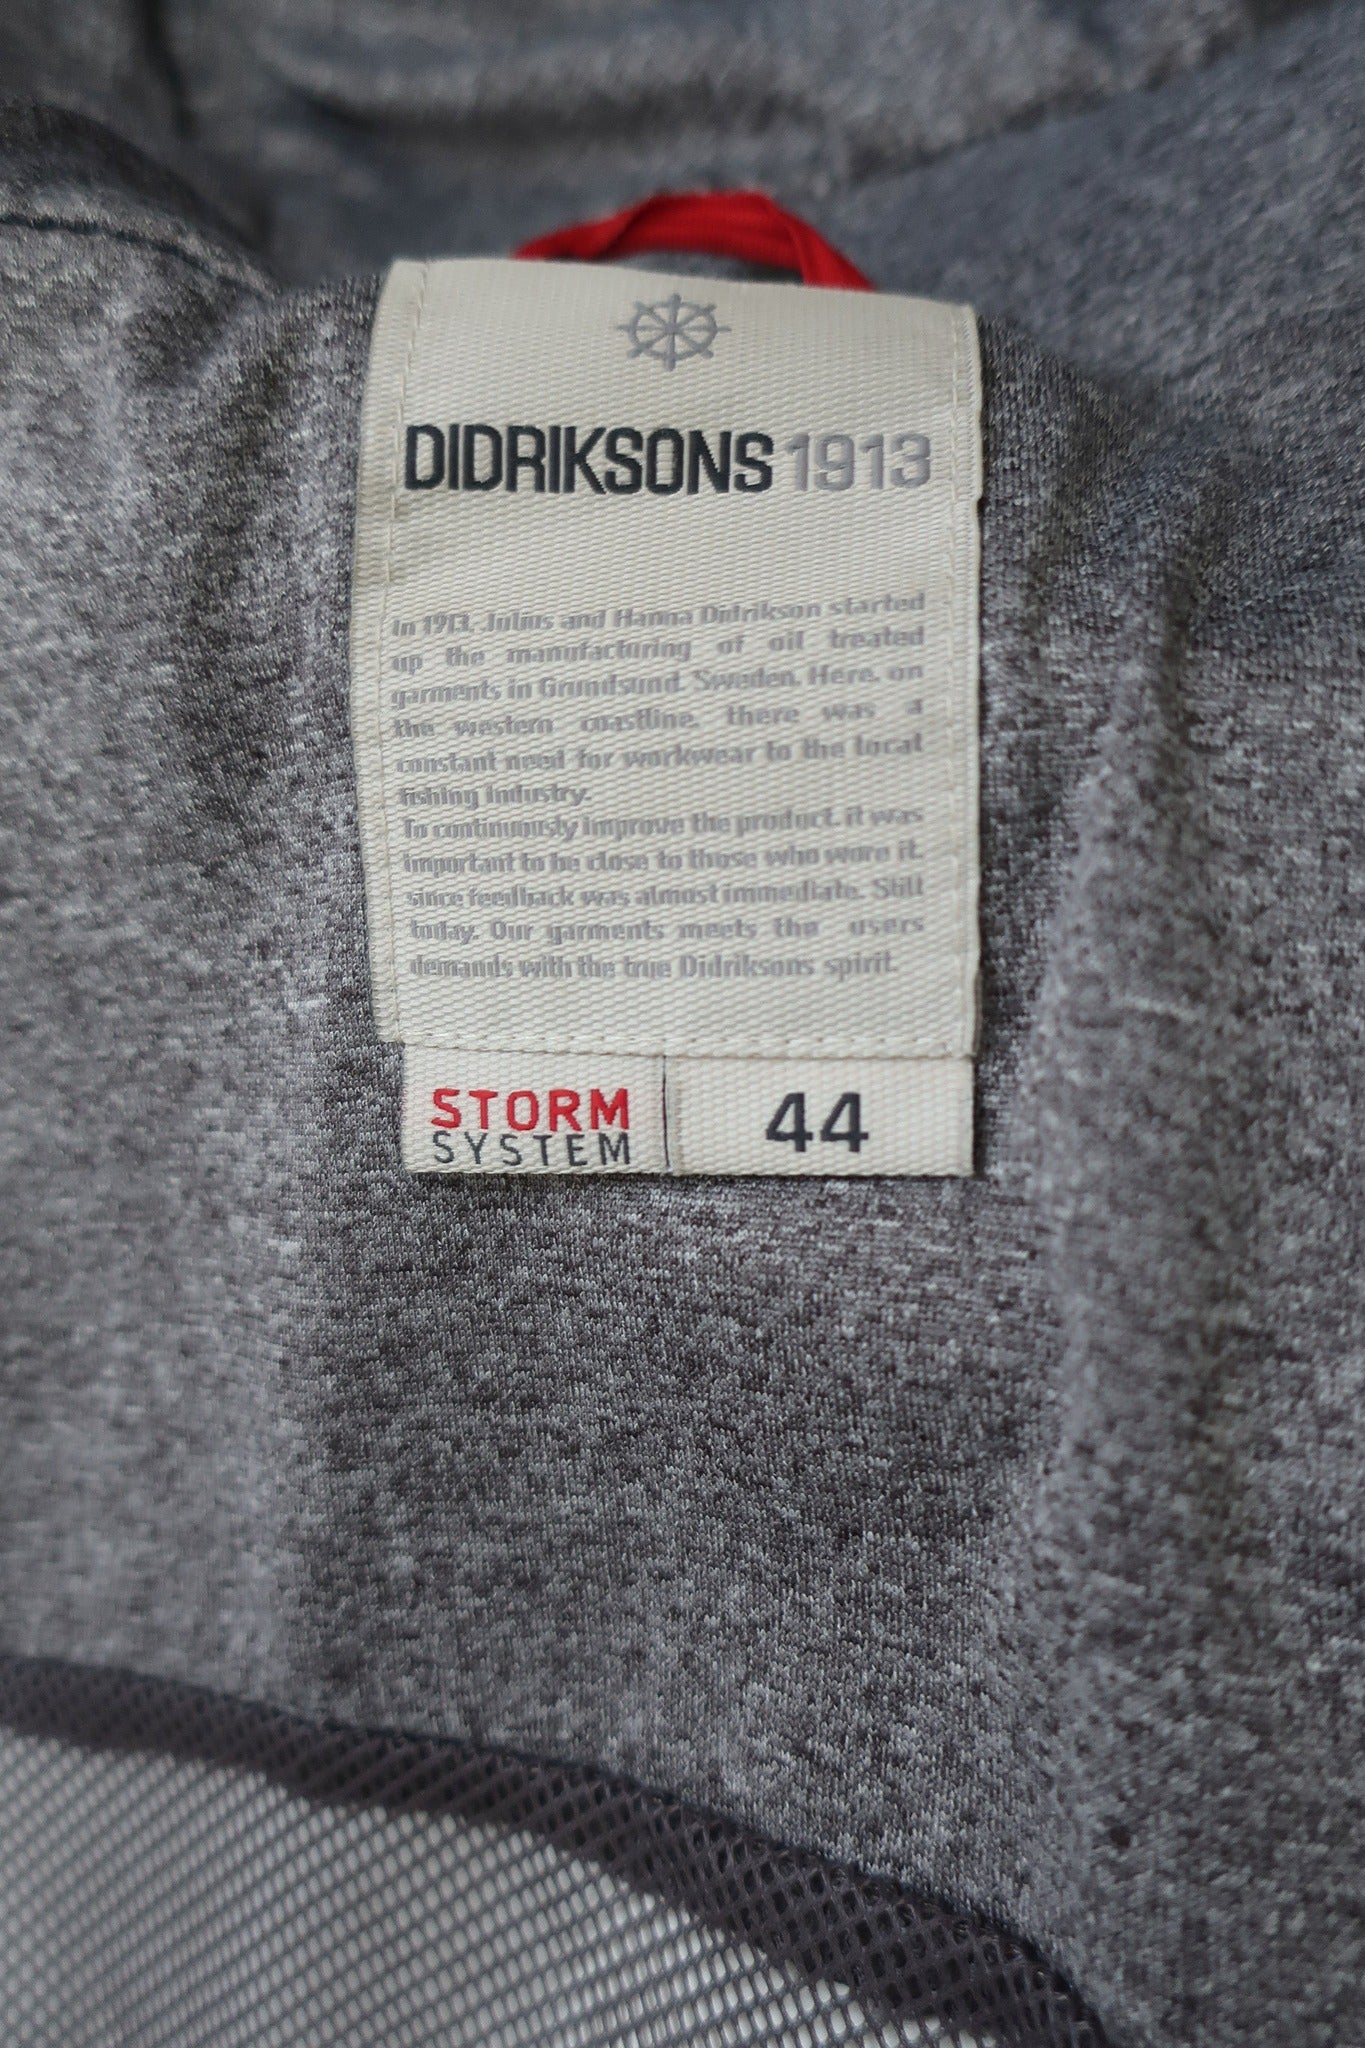 DIDRIKSONS 1913
In 1913, Julius and Hanna Didrikson started
up the manufacturing of oil treated
garments in Grundsund, Sweden. Here, on
the western coastline, there was a
constant need for workwear to the local
fishing industry.
To continuously improve the product, it was
important to be close to those who wore it,
since feedback was almost immediate. Still
today. Our garments meets the users
demands with the true Didriksons spirit.
STORM
SYSTEM
44